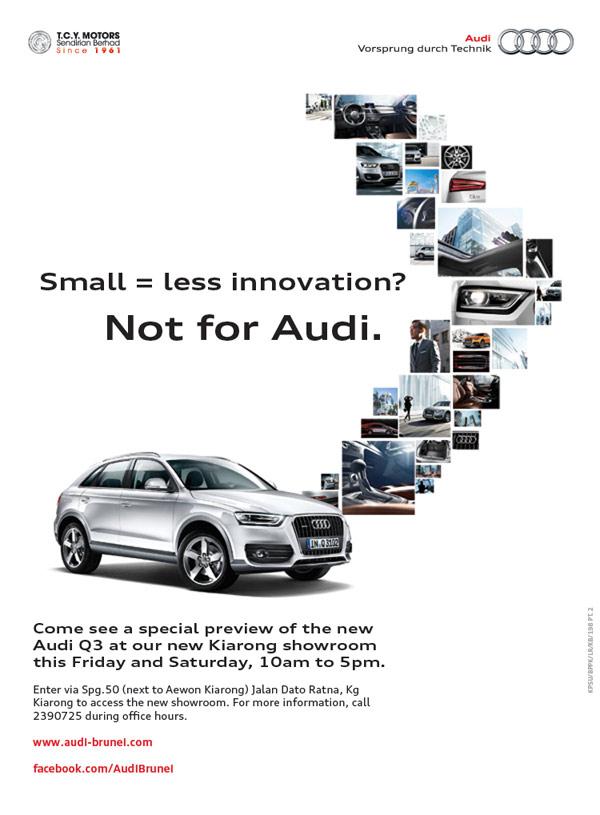 T.C.Y. MOTORS
Sendirian Berhad
Since 1961
Audi
Vorsprung durch Technik
Small = less innovation?
Not for Audi.
Come see a special preview of the new
Audi Q3 at our new Kiarong showroom
this Friday and Saturday, 10am to 5pm.
Enter via Spg.50 (next to Aewon Kiarong) Jalan Dato Ratna, Kg
Kiarong to access the new showroom. For more information, call
2390725 during office hours.
www.audi-brunei.com
facebook.com/AudiBrunei